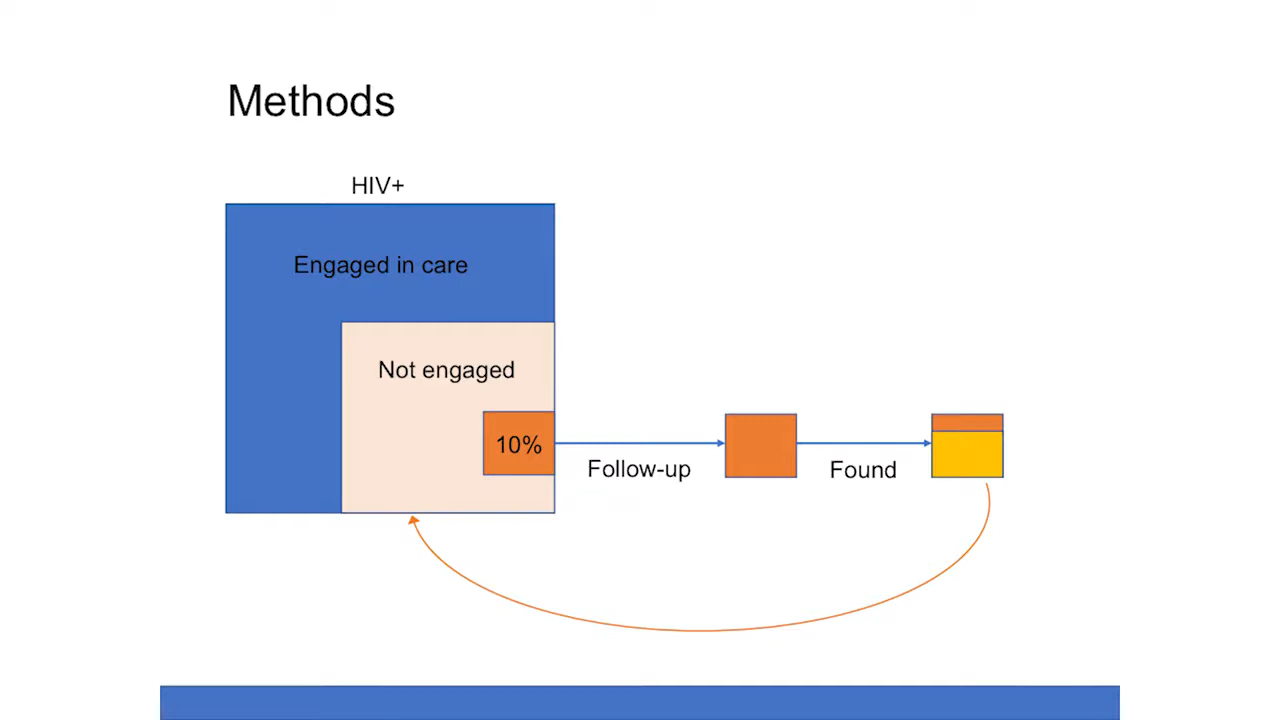 Methods
HIV+
Engaged in care
Not engaged
10%
Follow-up
Found